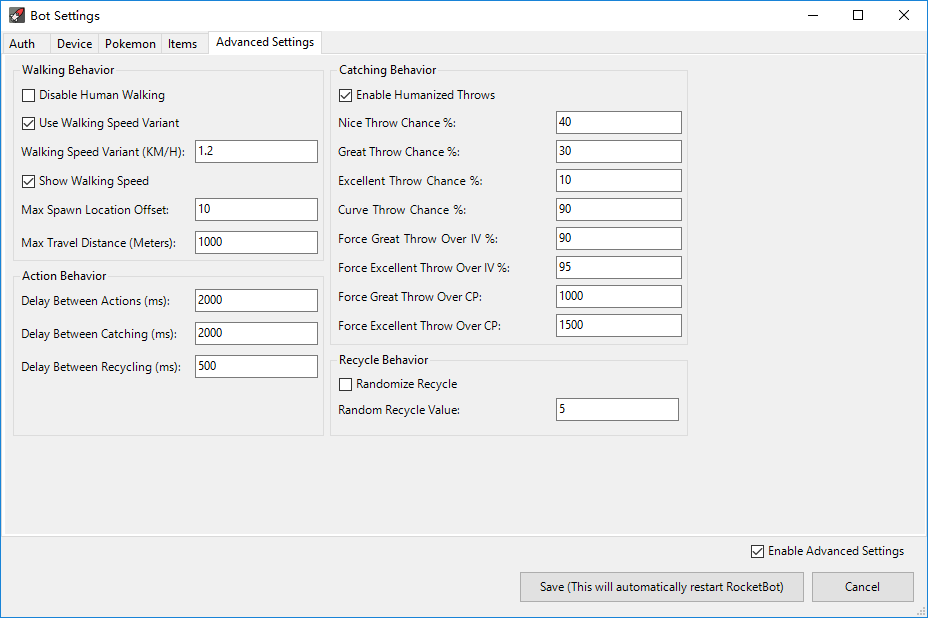 Bot Settings
Auth Device Pokemon Items Advanced Settings
Walking Behavior
Disable Human Walking
Use Walking Speed Variant
Walking Speed Variant (KM/H): 1.2
Show Walking Speed
Max Spawn Location Offset: 10
Max Travel Distance (Meters): 1000
Action Behavior
Delay Between Actions (ms): 2000
Delay Between Catching (ms): 2000
Delay Between Recycling (ms): 500
Catching Behavior
Enable Humanized Throws
Nice Throw Chance %: 40
Great Throw Chance %: 30
Excellent Throw Chance %: 10
Curve Throw Chance %: 90
Force Great Throw Over IV %: 90
Force Excellent Throw Over IV %: 95
Force Great Throw Over CP: 1000
Force Excellent Throw Over CP: 1500
Recycle Behavior
Randomize Recycle
Random Recycle Value: 5
Enable Advanced Settings
Save (This will automatically restart RocketBot) Cancel